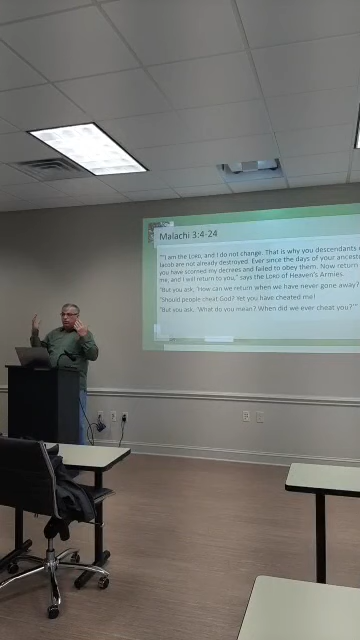 Malachi 3:4-24
"'I am the LORD, and I do not change. That is why you descendants
Jacob are not already destroyed. Ever since the days of your
you have scorned my decrees and failed to obey them. Now return
me, and I will return to you,' says the LORD of Heaven's Armies.
"But you ask, 'How can we return when we have never gone away?
"Should people cheat God? Yet you have cheated me!
"But you ask, 'What do you mean? When did we ever cheat you?'